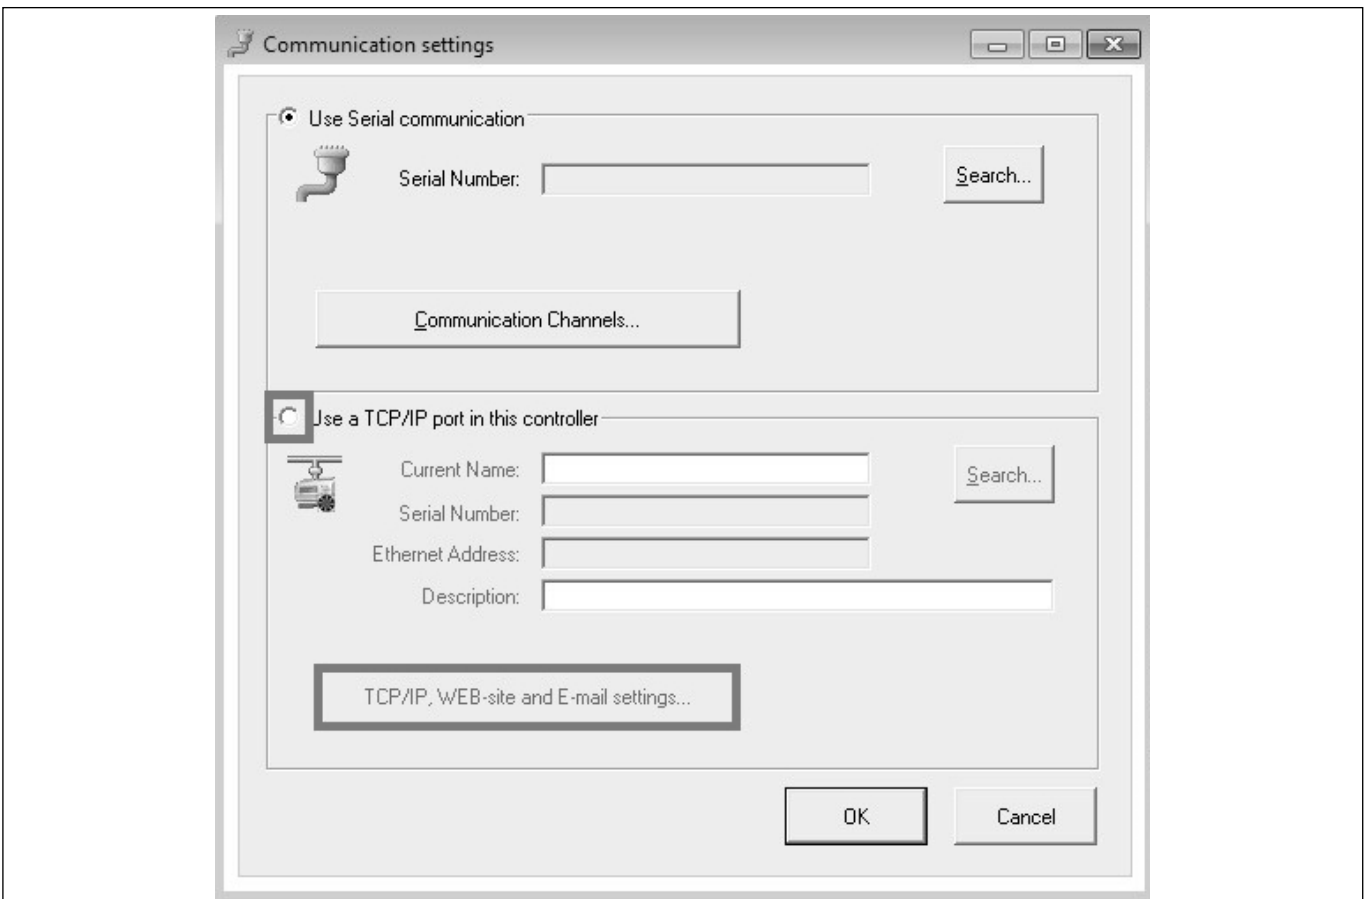 Communication settings
Use Serial communication
Serial Number:
Search...
Communication Channels...
Use a TCP/IP port in this controller
Current Name:
Search...
Serial Number:
Ethernet Address:
Description:
TCP/IP, WEB-site and E-mail settings...
OK
Cancel